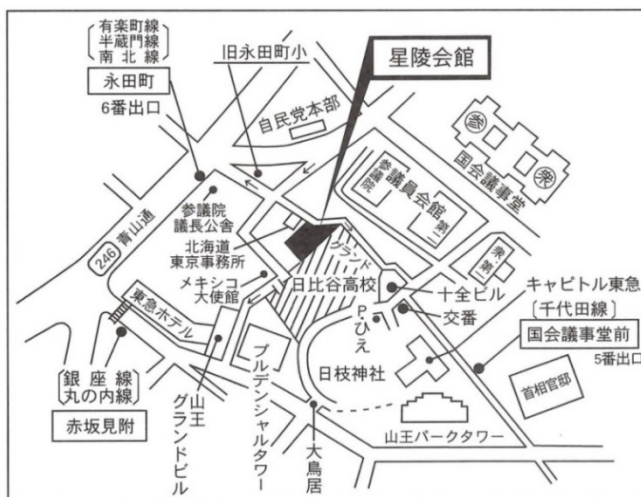 有楽町線
半蔵門線
南北線
永田町
6番出口
旧永田町小
星陵会館
自民党本部
参
衆
国会議事堂
参議院
議員会館
第二
衆・第一
参議院
議長公舎
北海道
東京事務所
メキシコ
大使館
グランド
日比谷高校
246
青山通
東急ホテル
十全ビル
交番
キャピトル東急
〔千代田線〕
国会議事堂前
5番出口
Pひえ
日枝神社
首相官邸
銀座線
丸の内線
赤坂見附
山王
グランドビル
プルデンシャルタワー
大鳥居
山王パークタワー